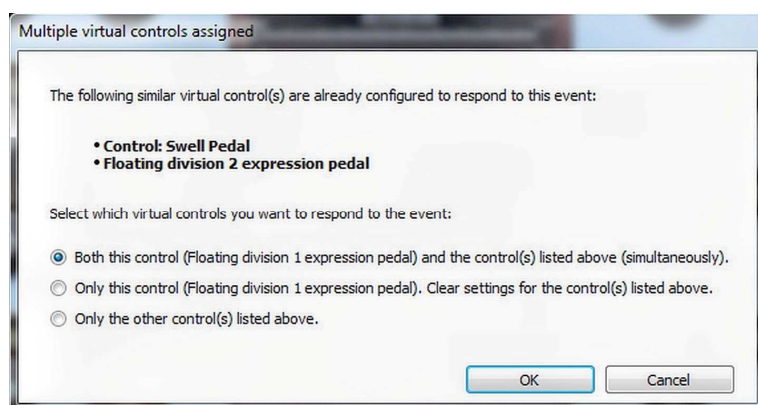 Multiple virtual controls assigned
The following similar virtual control(s) are already configured to respond to this event:
• Control: Swell Pedal
• Floating division 2 expression pedal
Select which virtual controls you want to respond to the event:
Both this control (Floating division 1 expression pedal) and the control(s) listed above (simultaneously).
Only this control (Floating division 1 expression pedal). Clear settings for the control(s) listed above.
Only the other control(s) listed above.
OK Cancel